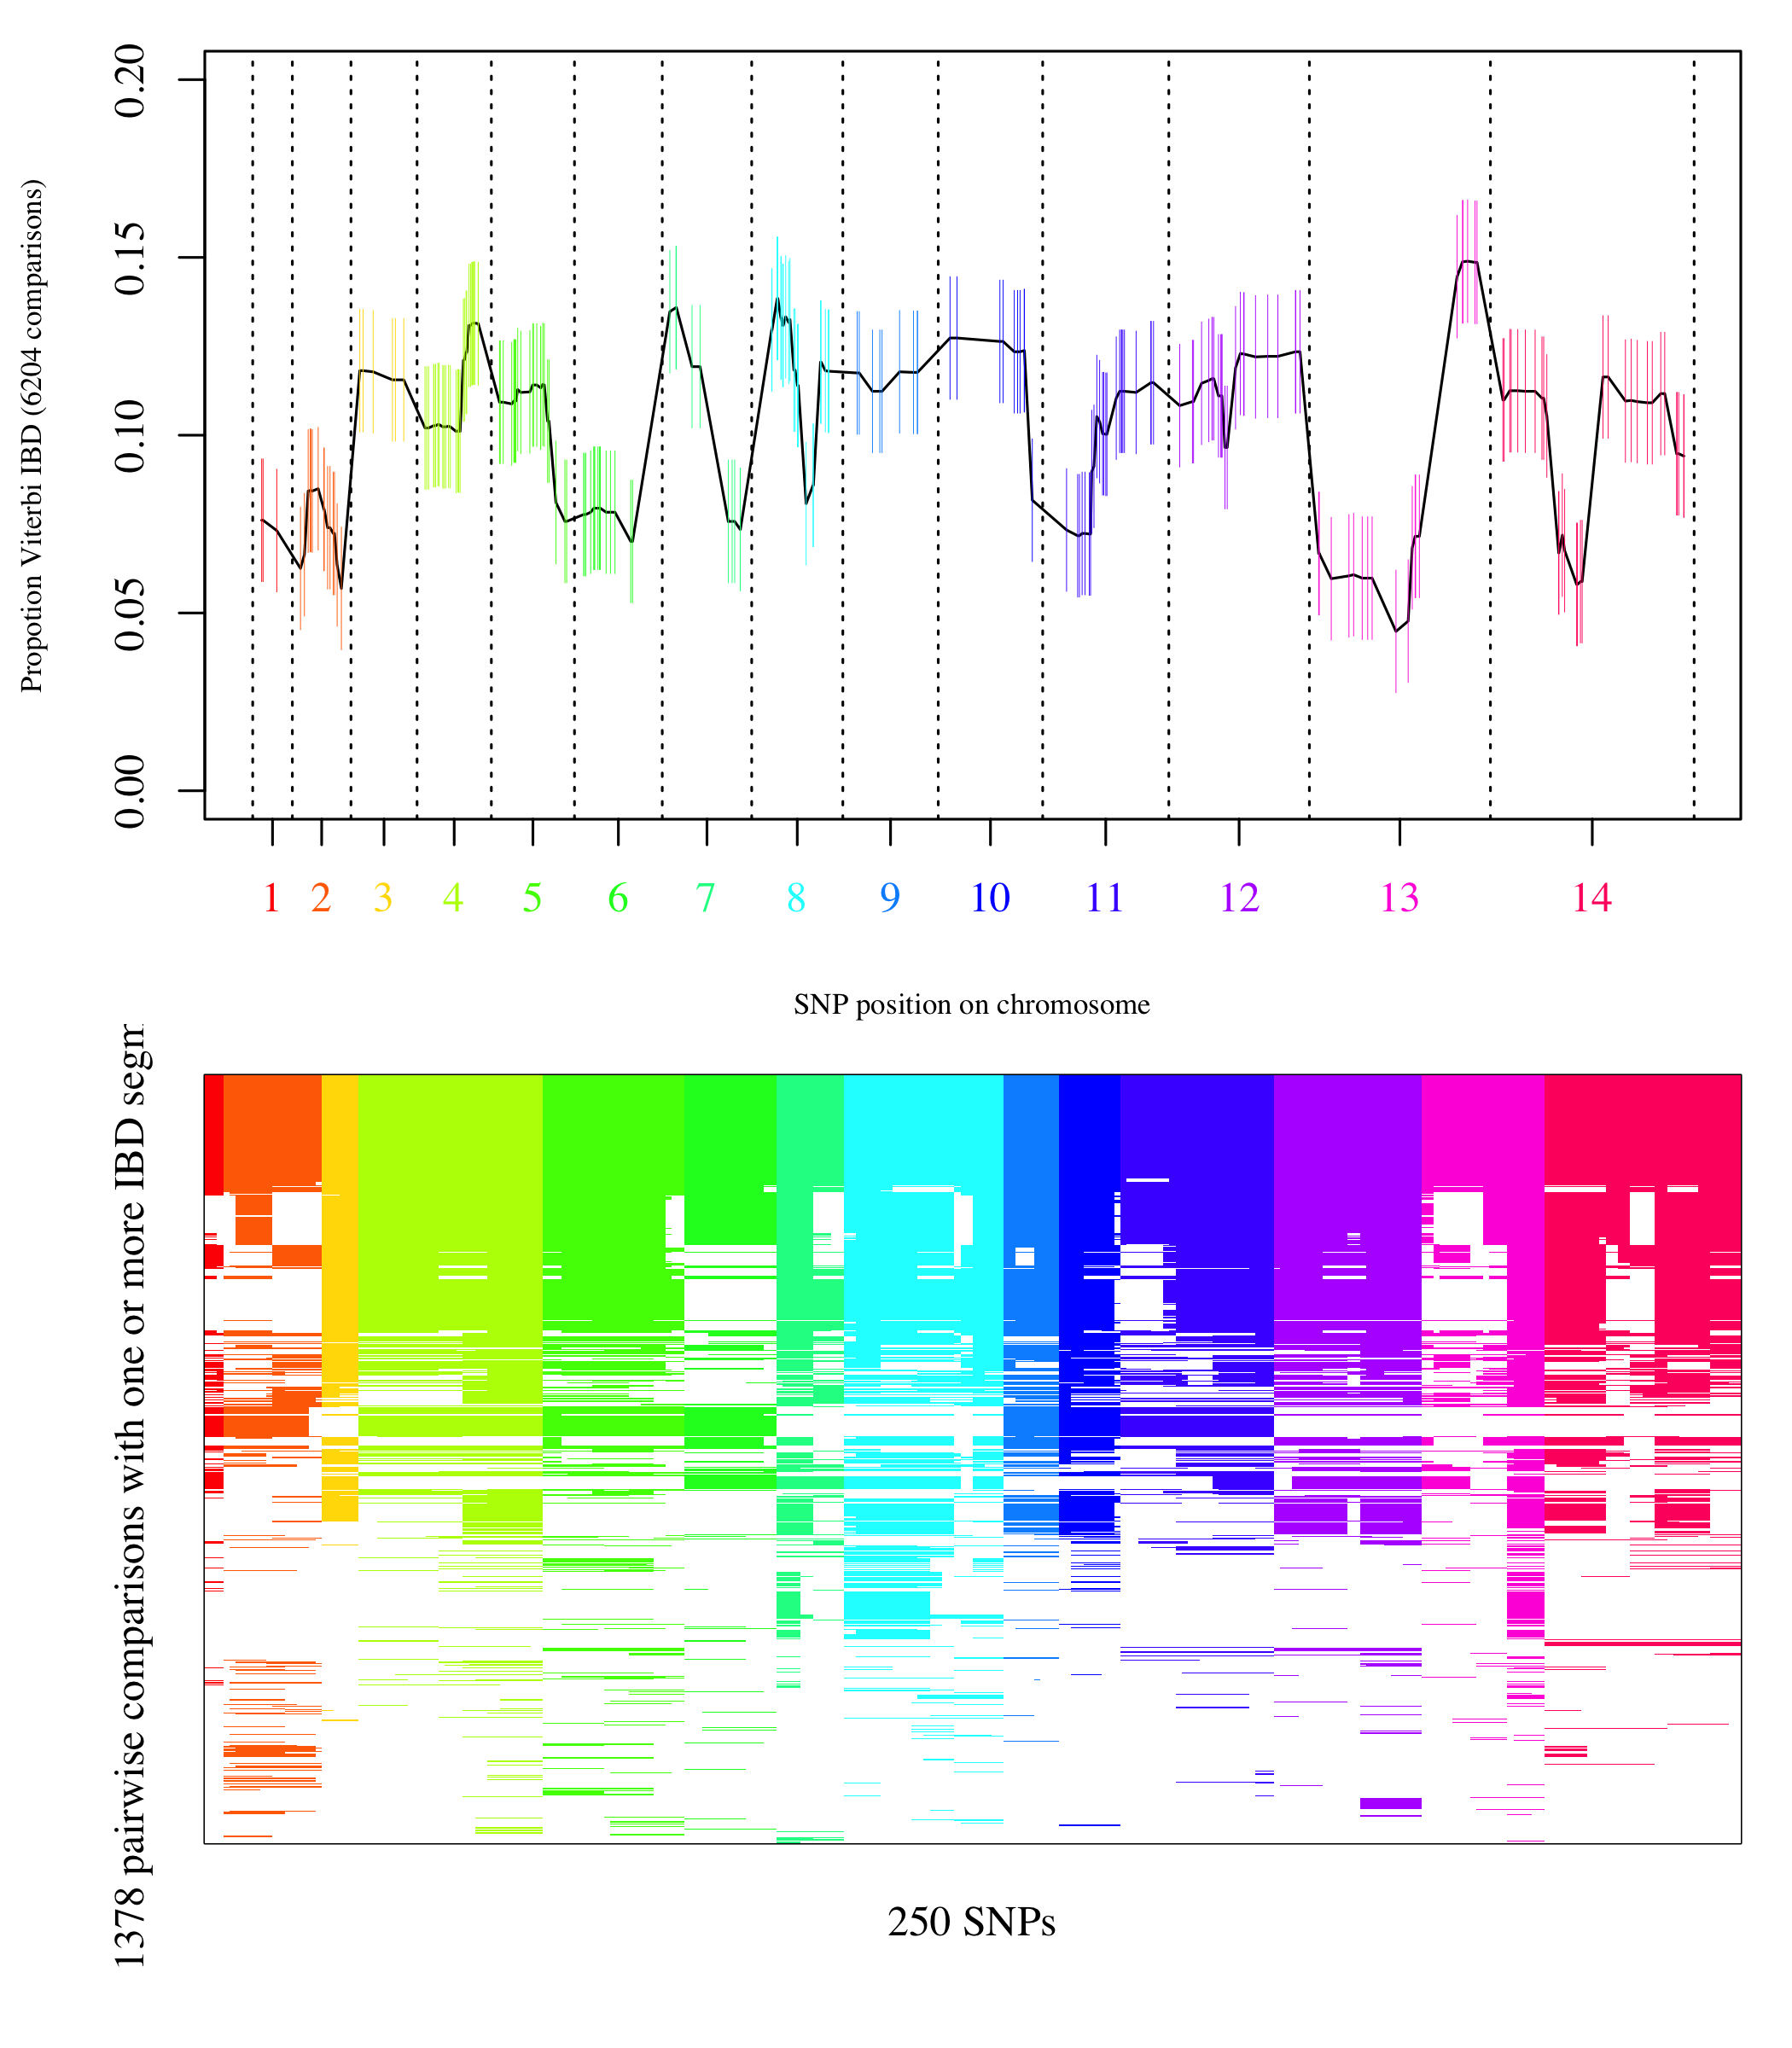 Propotion Viterbi IBD (6204 comparisons)
0.20
0.15
0.10
0.05
0.00
1 2 3 4 5 6 7 8 9 10 11 12 13 14
SNP position on chromosome
1378 pairwise comparisons with one or more IBD
250 SNPs